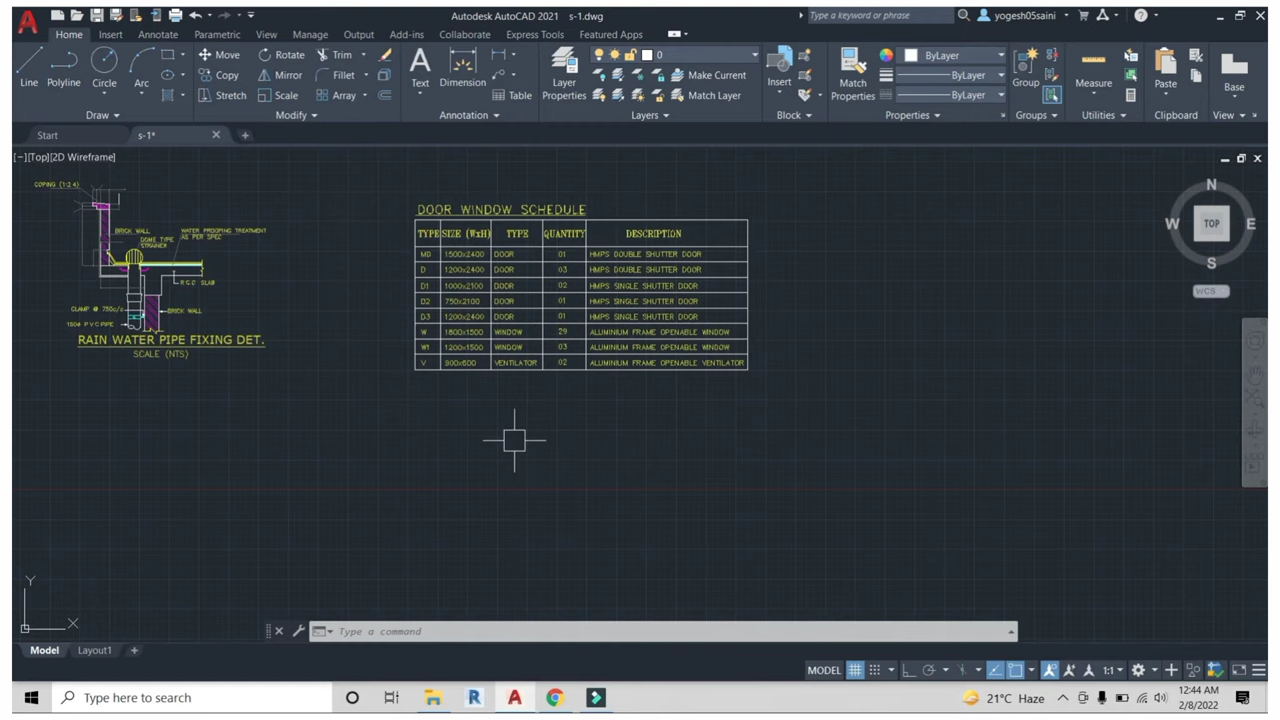 Autodesk AutoCAD 2021 s-1.dwg
Type a keyword or phrase
yogesh05saini
Home Insert Annotate Parametric View Manage Output Add-ins Collaborate Express Tools Featured Apps
Line Polyline Circle Arc
Move Rotate Trim
Copy Mirror Fillet
Stretch Scale Array
Text Dimension
Table
Layer Properties
0
Make Current
Match Layer
Insert
Match Properties
ByLayer
ByLayer
ByLayer
Group
Measure
Paste
Base
Draw Modify Annotation Layers Block Properties Groups Utilities Clipboard View
Start s-1*
[−][Top][2D Wireframe]
N
W TOP E
S
WCS
COPING (1:2:4)
BRICK WALL
DOME TYPE STRAINER
WATER PROOFING TREATMENT
AS PER SPEC
R.C.C SLAB
CLAMP @ 750c/c
BRICK WALL
150¢ P.V.C PIPE
RAIN WATER PIPE FIXING DET.
SCALE (NTS)
DOOR WINDOW SCHEDULE
TYPE SIZE (WxH) TYPE QUANTITY DESCRIPTION
MD 1500x2400 DOOR 01 HMPS DOUBLE SHUTTER DOOR
D 1200x2400 DOOR 03 HMPS DOUBLE SHUTTER DOOR
D1 1000x2100 DOOR 02 HMPS SINGLE SHUTTER DOOR
D2 750x2100 DOOR 01 HMPS SINGLE SHUTTER DOOR
D3 1200x2400 DOOR 01 HMPS SINGLE SHUTTER DOOR
W 1800x1500 WINDOW 29 ALUMINIUM FRAME OPENABLE WINDOW
W1 1200x1500 WINDOW 03 ALUMINIUM FRAME OPENABLE WINDOW
V 900x600 VENTILATOR 02 ALUMINIUM FRAME OPENABLE VENTILATOR
Y
X
Type a command
Model Layout1
MODEL
1:1
Type here to search
21°C Haze
12:44 AM
2/8/2022